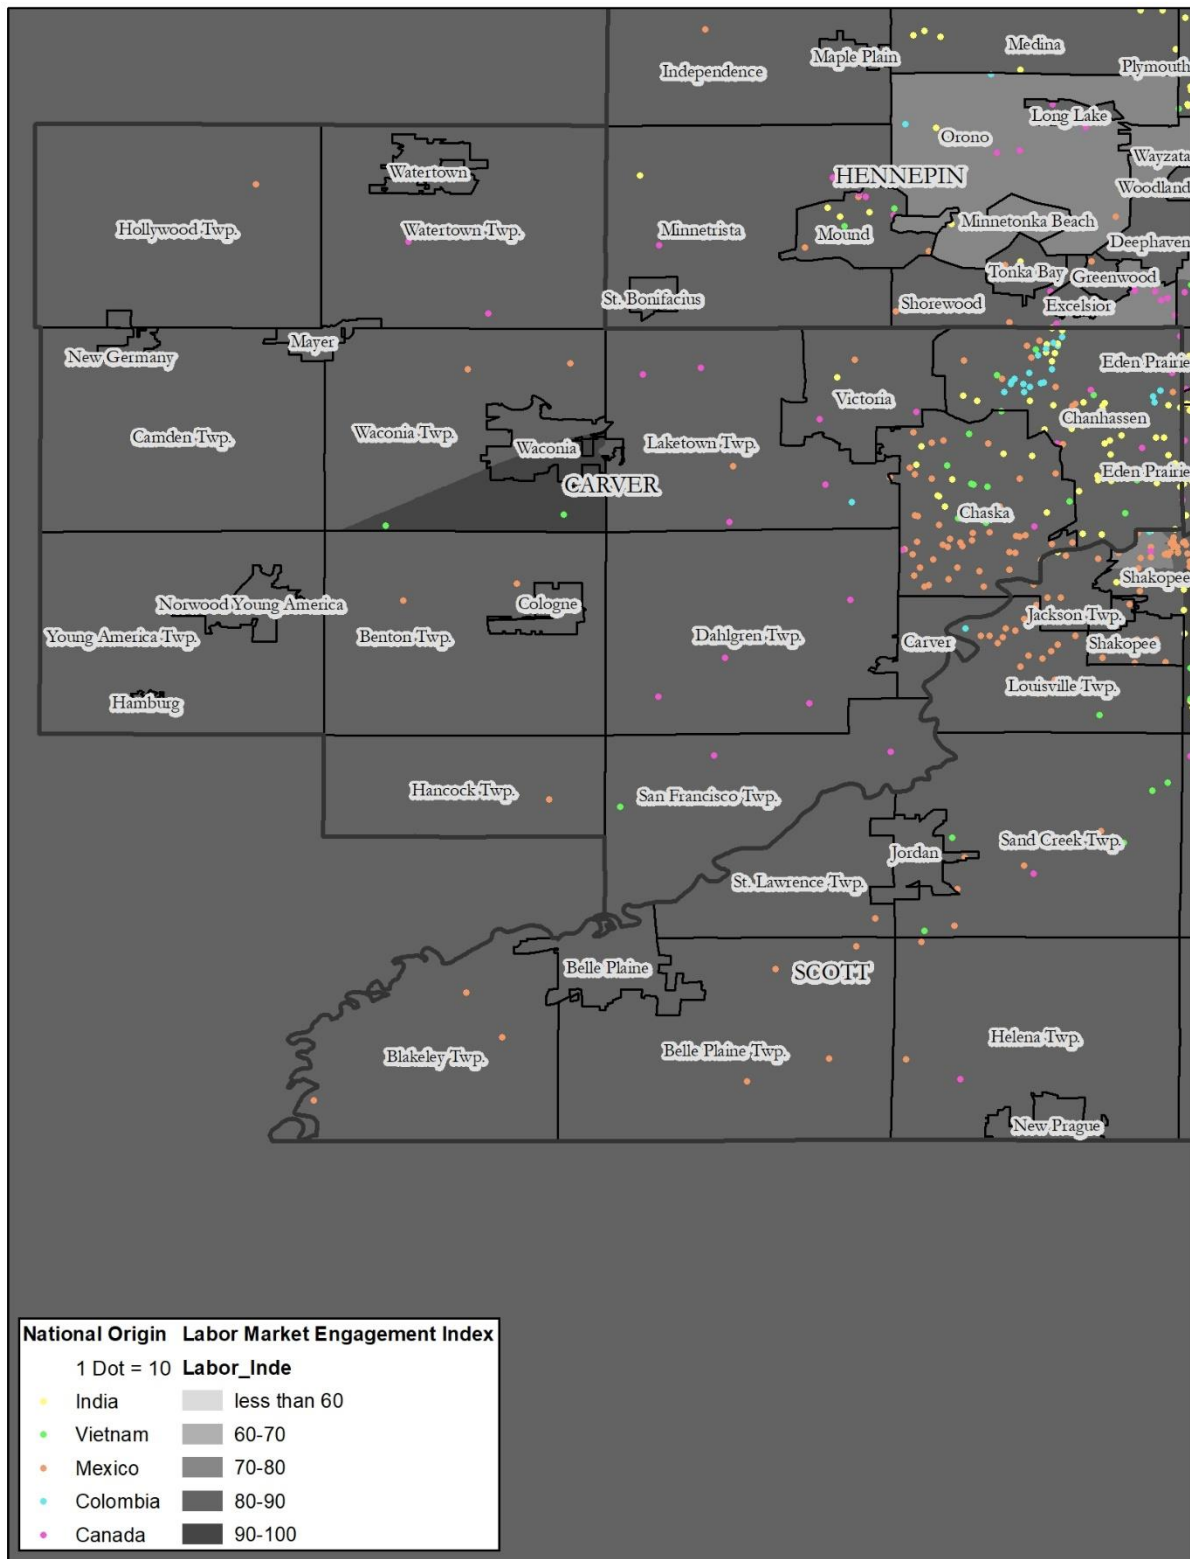 Medina
Maple Plain
Independence
Plymouth
Long Lake
Orono
Wayzata
Watertown
HENNEPIN
Woodland
Hollywood Twp.
Watertown Twp.
Minnetrista
Mound
Minnetonka Beach
Deephaven
Tonka Bay
Greenwood
St. Bonifacius
Shorewood
Excelsior
New Germany
Mayer
Eden Prairie
Victoria
Camden Twp.
Waconia Twp.
Waconia
Laketown Twp.
Chanhassen
Eden Prairie
CARVER
Chaska
Shakopee
Norwood Young America
Cologne
Young America Twp.
Benton Twp.
Dahlgren Twp.
Carver
Jackson Twp.
Shakopee
Hamburg
Louisville Twp.
Hancock Twp.
San Francisco Twp.
Jordan
Sand Creek Twp.
St. Lawrence Twp.
Belle Plaine
SCOTT
Blakeley Twp.
Belle Plaine Twp.
Helena Twp.
New Prague
National Origin Labor Market Engagement Index
1 Dot = 10 Labor_Inde
India less than 60
Vietnam 60-70
Mexico 70-80
Colombia 80-90
Canada 90-100